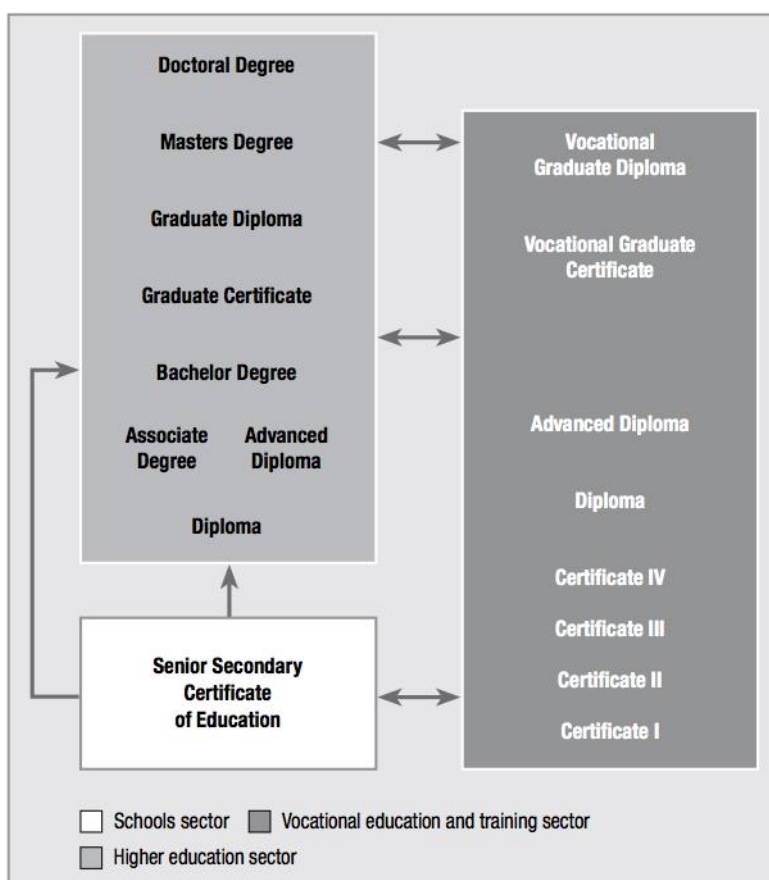 Doctoral Degree
Masters Degree
Graduate Diploma
Graduate Certificate
Bachelor Degree
Associate
Degree
Advanced
Diploma
Diploma
Vocational
Graduate Diploma
Vocational Graduate
Certificate
Advanced Diploma
Diploma
Certificate IV
Certificate III
Certificate II
Certificate I
Senior Secondary
Certificate
of Education
Schools sector
Vocational education and training sector
Higher education sector